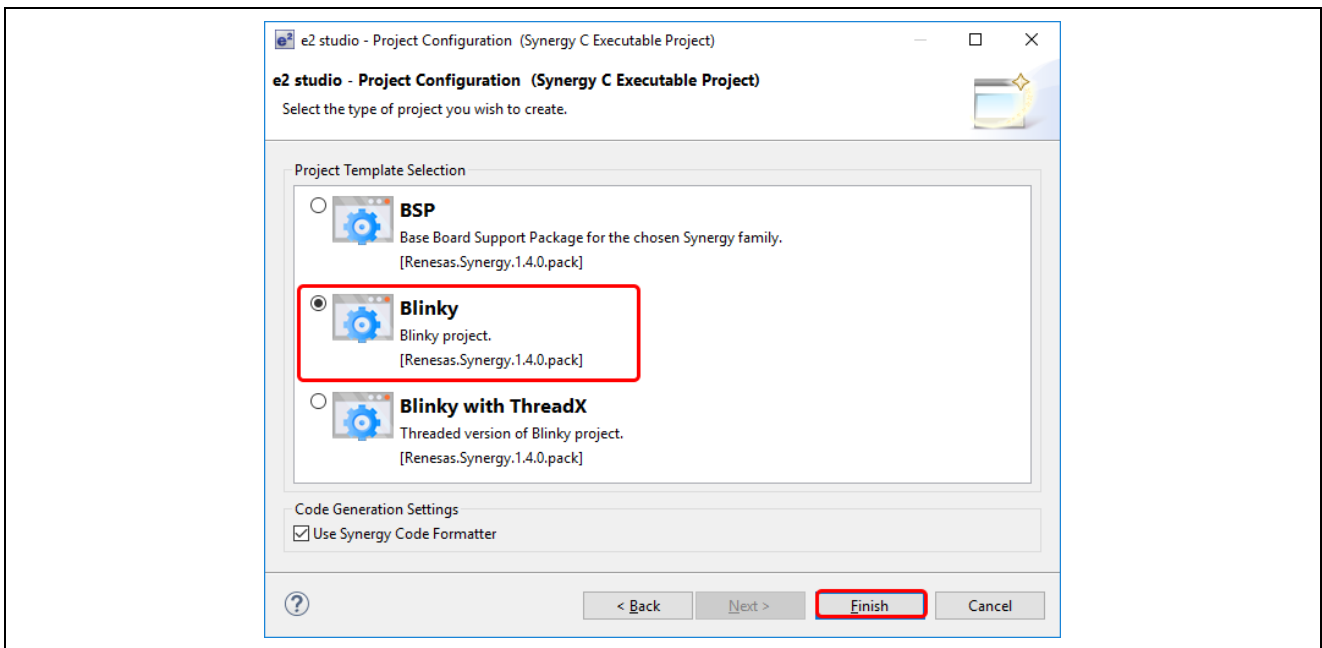 e2 studio - Project Configuration (Synergy C Executable Project)
e2 studio - Project Configuration (Synergy C Executable Project)
Select the type of project you wish to create.
Project Template Selection
BSP
Base Board Support Package for the chosen Synergy family.
[Renesas.Synergy.1.4.0.pack]
Blinky
Blinky project.
[Renesas.Synergy.1.4.0.pack]
Blinky with ThreadX
Threaded version of Blinky project.
[Renesas.Synergy.1.4.0.pack]
Code Generation Settings
Use Synergy Code Formatter
< Back Next > Finish Cancel